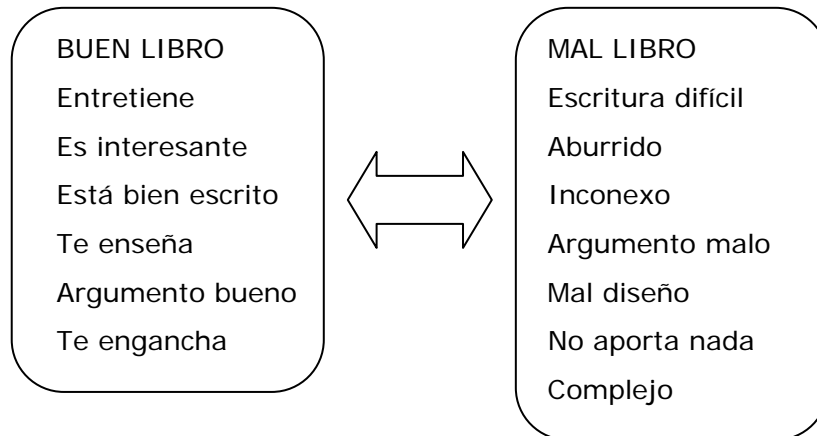 BUEN LIBRO
Entretiene
Es interesante
Está bien escrito
Te enseña
Argumento bueno
Te engancha
MAL LIBRO
Escritura difícil
Aburrido
Inconexo
Argumento malo
Mal diseño
No aporta nada
Complejo